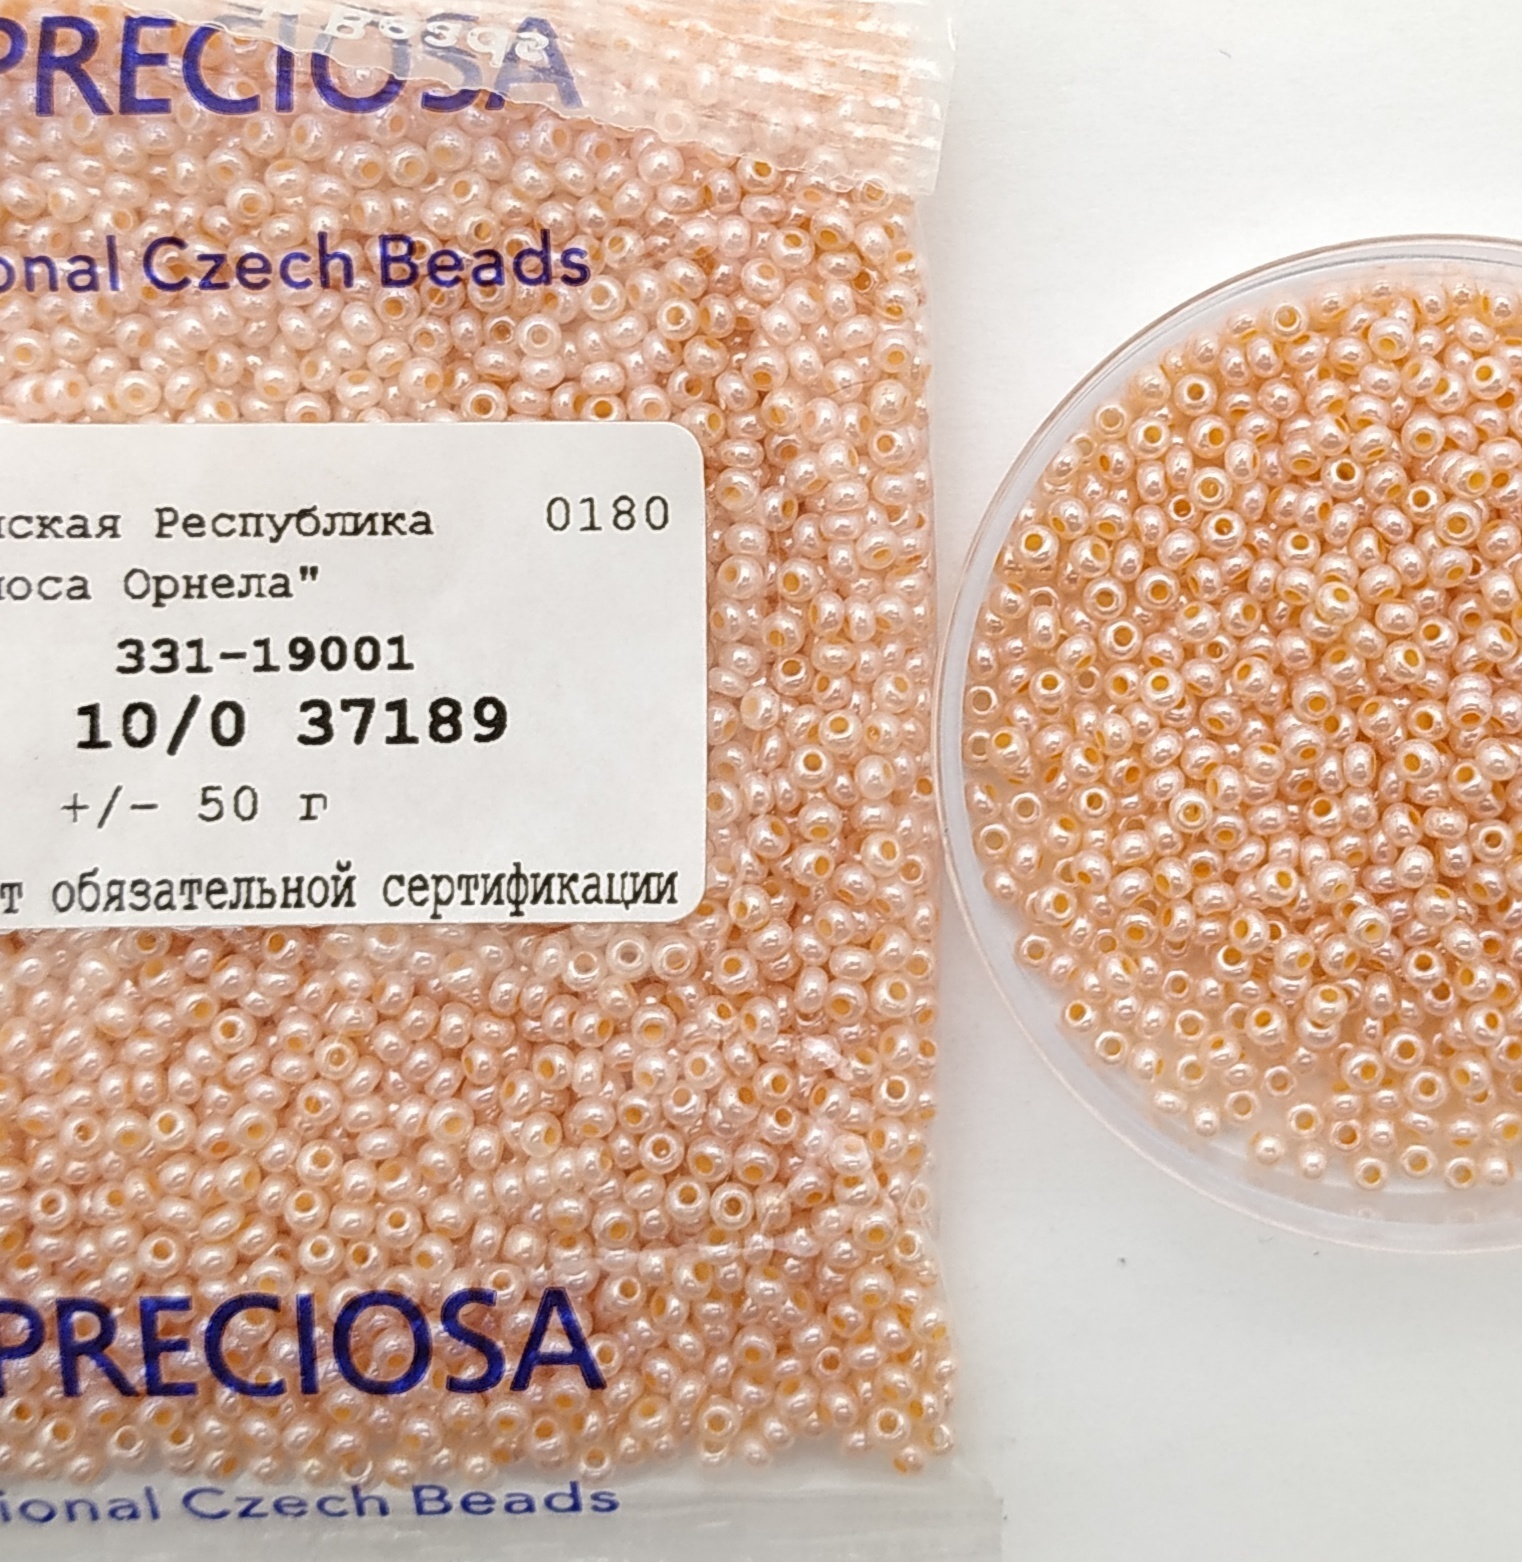 PRECIOSA
onal Czech Beads
ская Республика 0180
оса Орнела"
331-19001
10/0 37189
+/- 50 г
т обязательной сертификации
PRECIOSA
ional Czech Beads